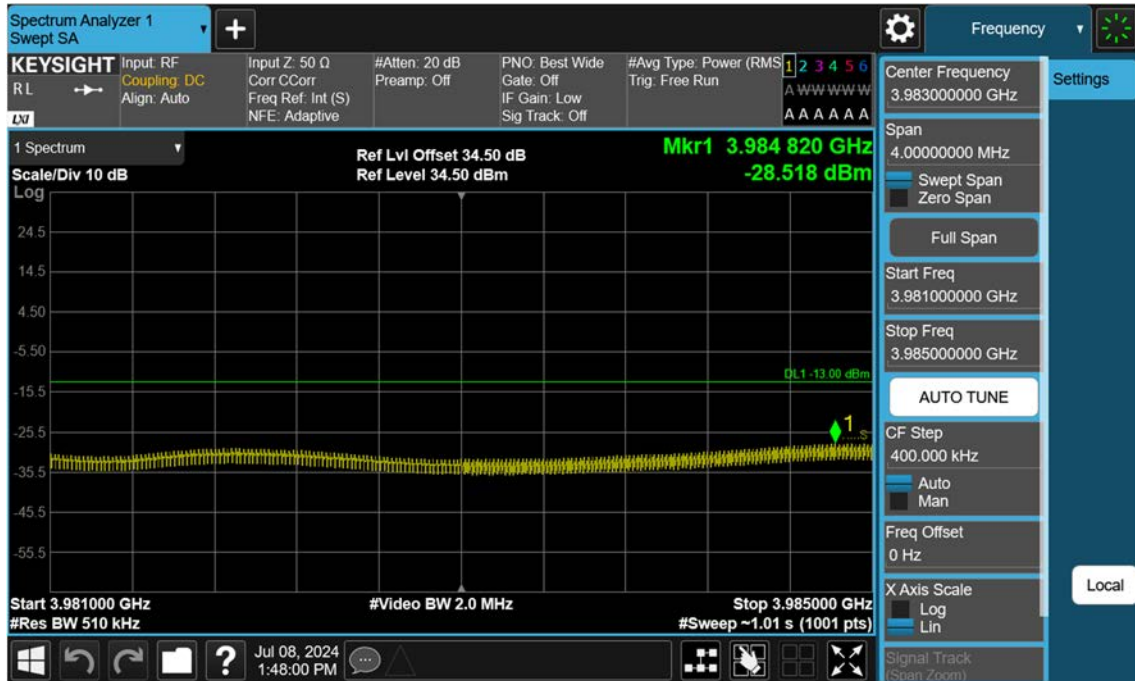 Spectrum Analyzer 1
Swept SA
+
Frequency
KEYSIGHT
RL
LXI
Input: RF
Coupling: DC
Align: Auto
Input Z: 50 Ω
Corr CCorr
Freq Ref: Int (S)
NFE: Adaptive
#Atten: 20 dB
Preamp: Off
PNO: Best Wide
Gate: Off
IF Gain: Low
Sig Track: Off
#Avg Type: Power (RMS
Trig: Free Run
1 2 3 4 5 6
A W W W W W
A A A A A A
1 Spectrum
Scale/Div 10 dB
Log
Ref Lvl Offset 34.50 dB
Ref Level 34.50 dBm
Mkr1 3.984 820 GHz
-28.518 dBm
24.5
14.5
4.50
-5.50
DL1 -13.00 dBm
-15.5
1
-25.5
S
-35.5
-45.5
-55.5
Start 3.981000 GHz
#Res BW 510 kHz
#Video BW 2.0 MHz
Stop 3.985000 GHz
#Sweep ~1.01 s (1001 pts)
Center Frequency
3.983000000 GHz
Settings
Span
4.00000000 MHz
Swept Span
Zero Span
Full Span
Start Freq
3.981000000 GHz
Stop Freq
3.985000000 GHz
AUTO TUNE
CF Step
400.000 kHz
Auto
Man
Freq Offset
0 Hz
X Axis Scale
Log
Lin
Local
Signal Track
(Span Zoom)
?
Jul 08, 2024
1:48:00 PM